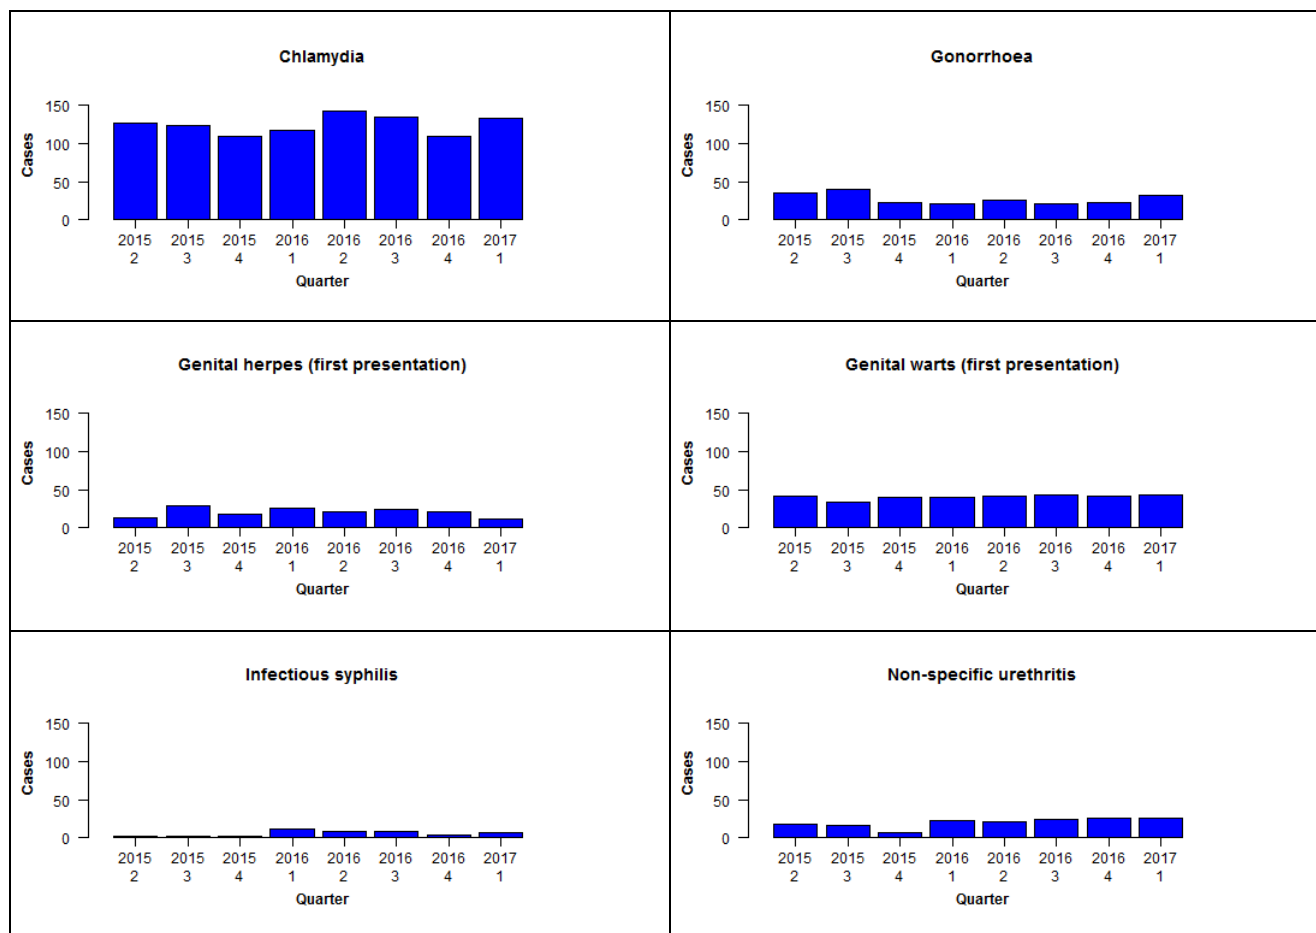 Chlamydia
Cases
150
100
50
0
2015 2015 2015 2016 2016 2016 2016 2017
2 3 4 1 2 3 4 1
Quarter
Gonorrhoea
Cases
150
100
50
0
2015 2015 2015 2016 2016 2016 2016 2017
2 3 4 1 2 3 4 1
Quarter
Genital herpes (first presentation)
Cases
150
100
50
0
2015 2015 2015 2016 2016 2016 2016 2017
2 3 4 1 2 3 4 1
Quarter
Genital warts (first presentation)
Cases
150
100
50
0
2015 2015 2015 2016 2016 2016 2016 2017
2 3 4 1 2 3 4 1
Quarter
Infectious syphilis
Cases
150
100
50
0
2015 2015 2015 2016 2016 2016 2016 2017
2 3 4 1 2 3 4 1
Quarter
Non-specific urethritis
Cases
150
100
50
0
2015 2015 2015 2016 2016 2016 2016 2017
2 3 4 1 2 3 4 1
Quarter